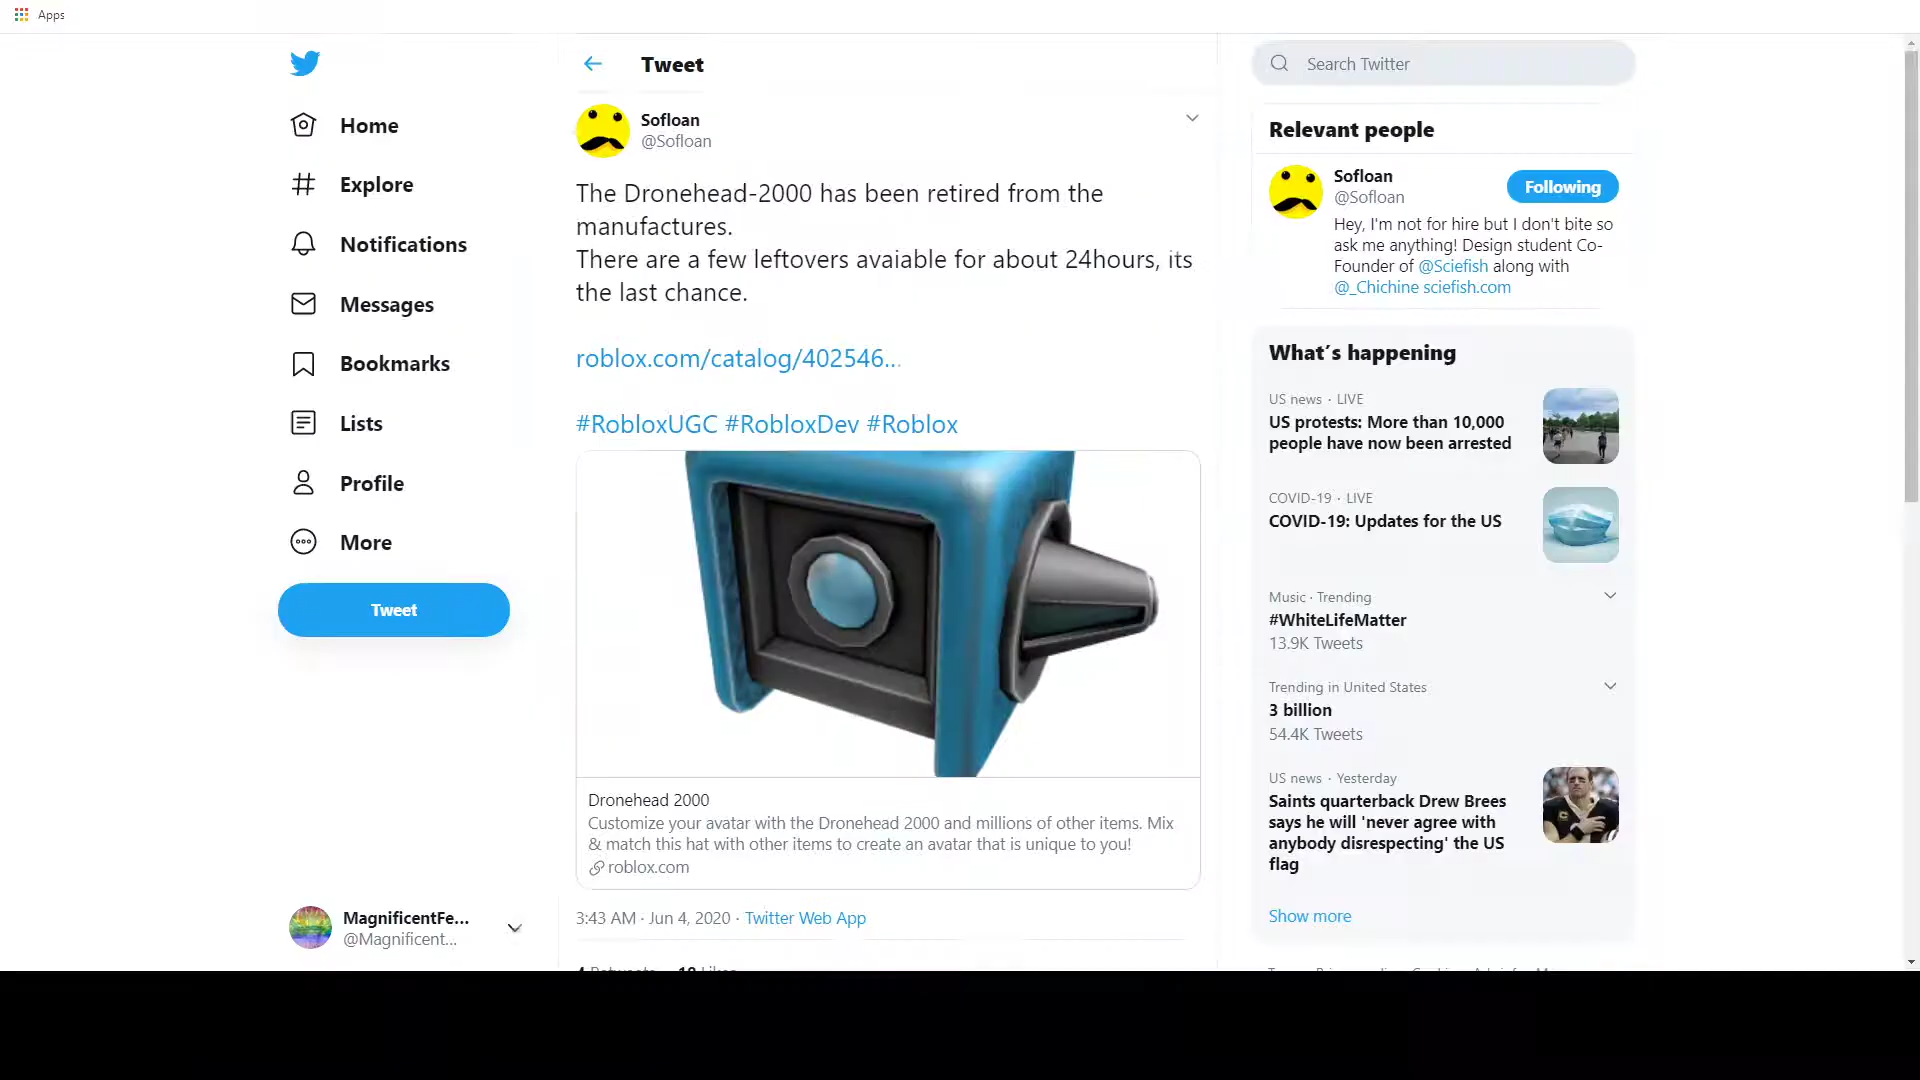 Apps
Tweet
Sofloan
@Sofloan
The Dronehead-2000 has been retired from the
manufactures.
There are a few leftovers avaiable for about 24hours, its
the last chance.
roblox.com/catalog/402546...
#RobloxUGC #RobloxDev #Roblox
Dronehead 2000
Customize your avatar with the Dronehead 2000 and millions of other items. Mix
& match this hat with other items to create an avatar that is unique to you!
roblox.com
3:43 AM · Jun 4, 2020 · Twitter Web App
Home
Explore
Notifications
Messages
Bookmarks
Lists
Profile
More
Tweet
MagnificentFe...
@Magnificent...
Search Twitter
Relevant people
Sofloan
@Sofloan
Following
Hey, I'm not for hire but I don't bite so
ask me anything! Design student Co-
Founder of @Sciefish along with
@_Chichine sciefish.com
What's happening
US news · LIVE
US protests: More than 10,000
people have now been arrested
COVID-19 · LIVE
COVID-19: Updates for the US
Music · Trending
#WhiteLifeMatter
13.9K Tweets
Trending in United States
3 billion
54.4K Tweets
US news · Yesterday
Saints quarterback Drew Brees
says he will 'never agree with
anybody disrespecting' the US
flag
Show more